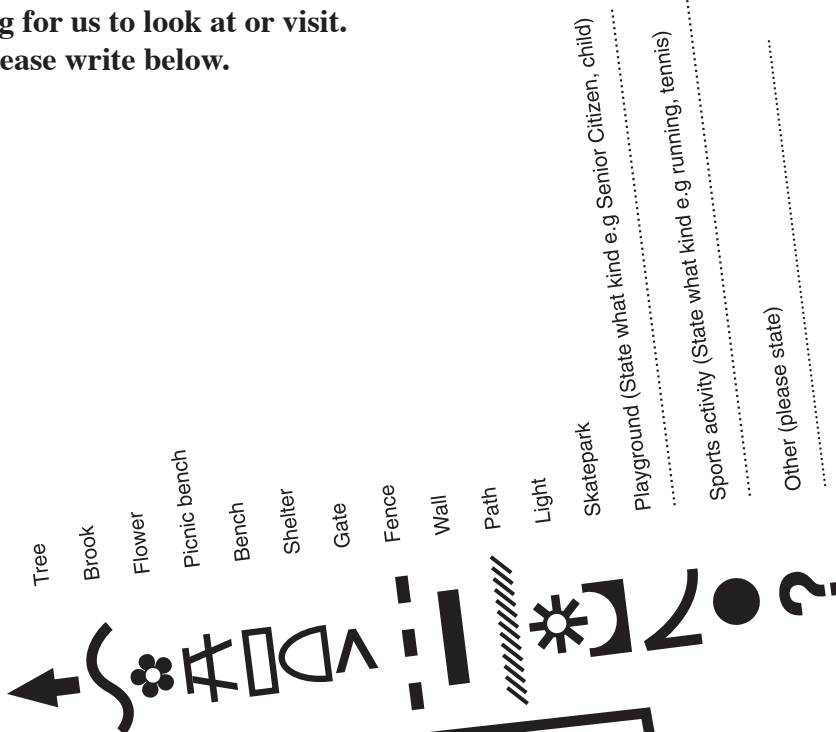 g for us to look at or visit.
ease write below.
Tree
Brook
Flower
Picnic bench
Bench
Shelter
Gate
Fence
Wall
Path
Light
Skatepark
Playground (State what kind e.g Senior Citizen, child)
Sports activity (State what kind e.g running, tennis)
Other (please state)